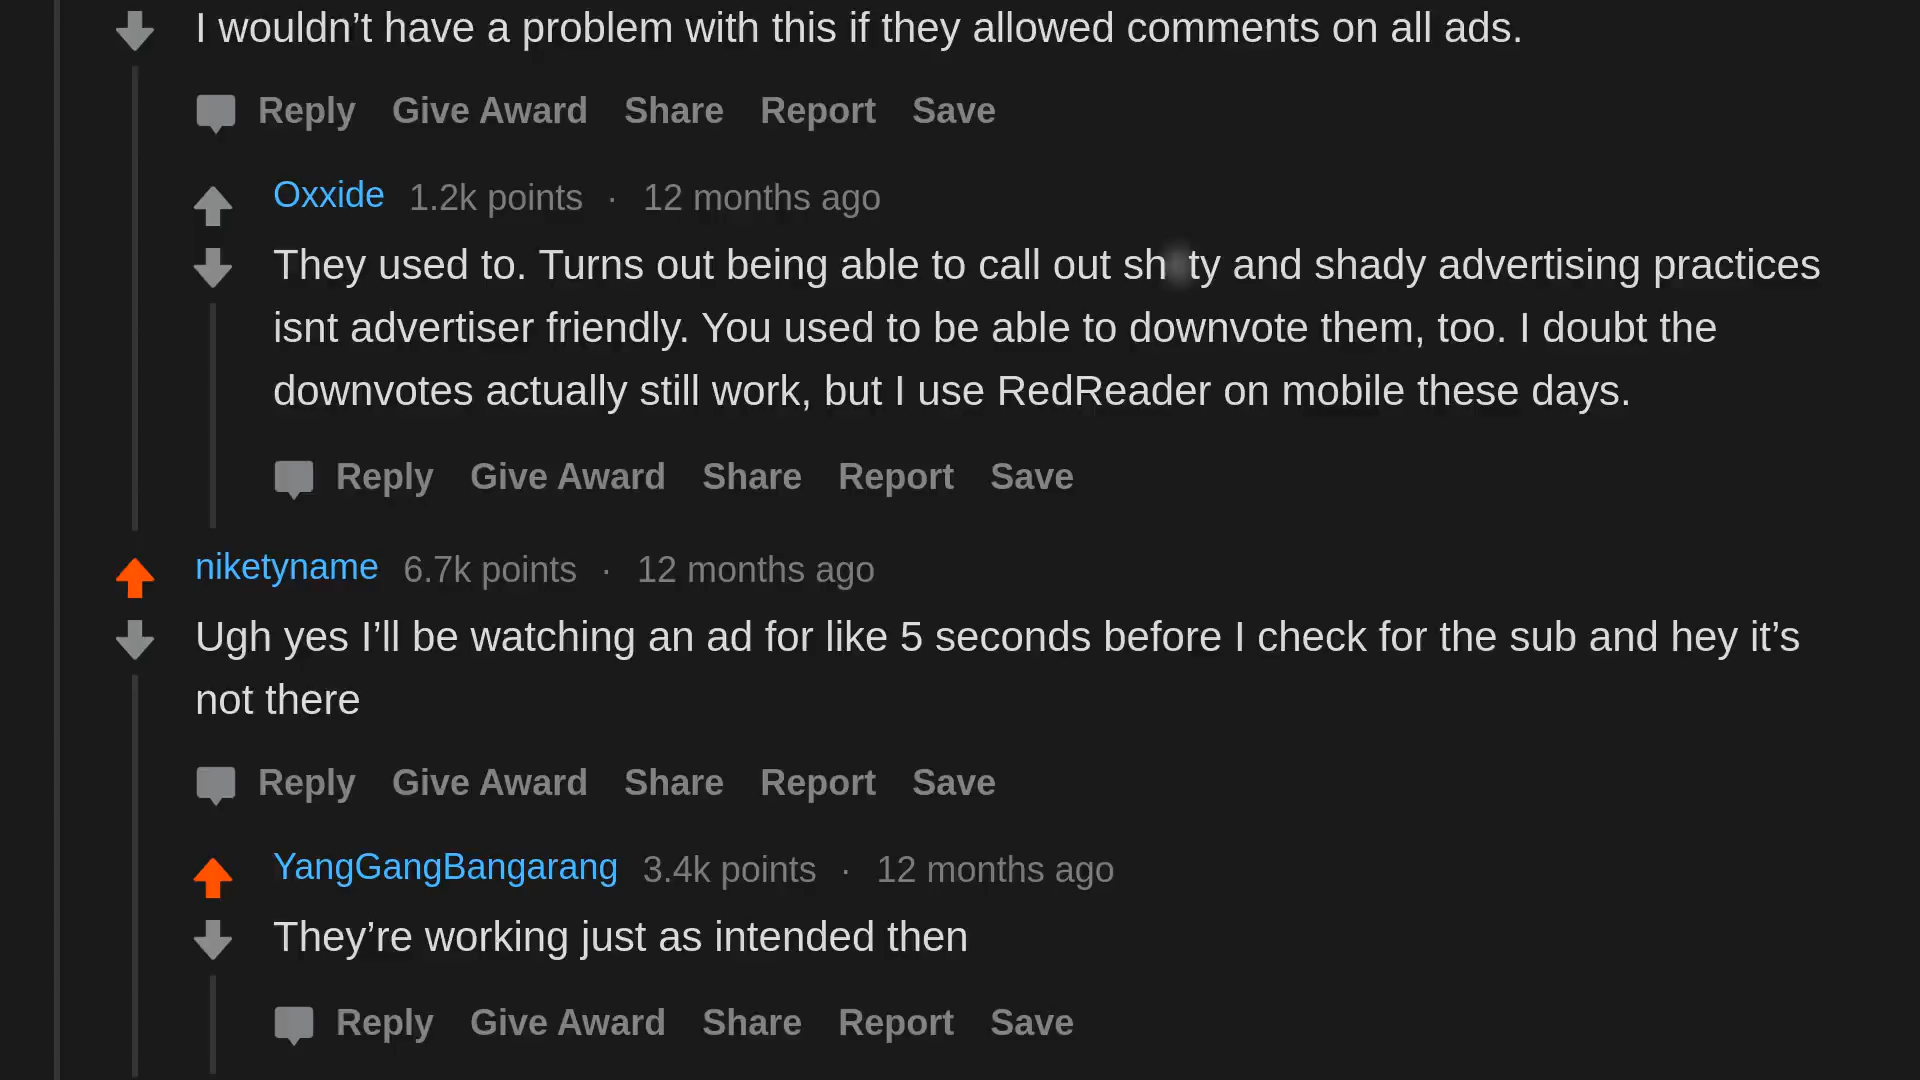 I wouldn’t have a problem with this if they allowed comments on all ads.
Reply Give Award Share Report Save
Oxxide 1.2k points · 12 months ago
They used to. Turns out being able to call out sh ty and shady advertising practices
isnt advertiser friendly. You used to be able to downvote them, too. I doubt the
downvotes actually still work, but I use RedReader on mobile these days.
Reply Give Award Share Report Save
niketyname 6.7k points · 12 months ago
Ugh yes I’ll be watching an ad for like 5 seconds before I check for the sub and hey it’s
not there
Reply Give Award Share Report Save
YangGangBangarang 3.4k points · 12 months ago
They’re working just as intended then
Reply Give Award Share Report Save